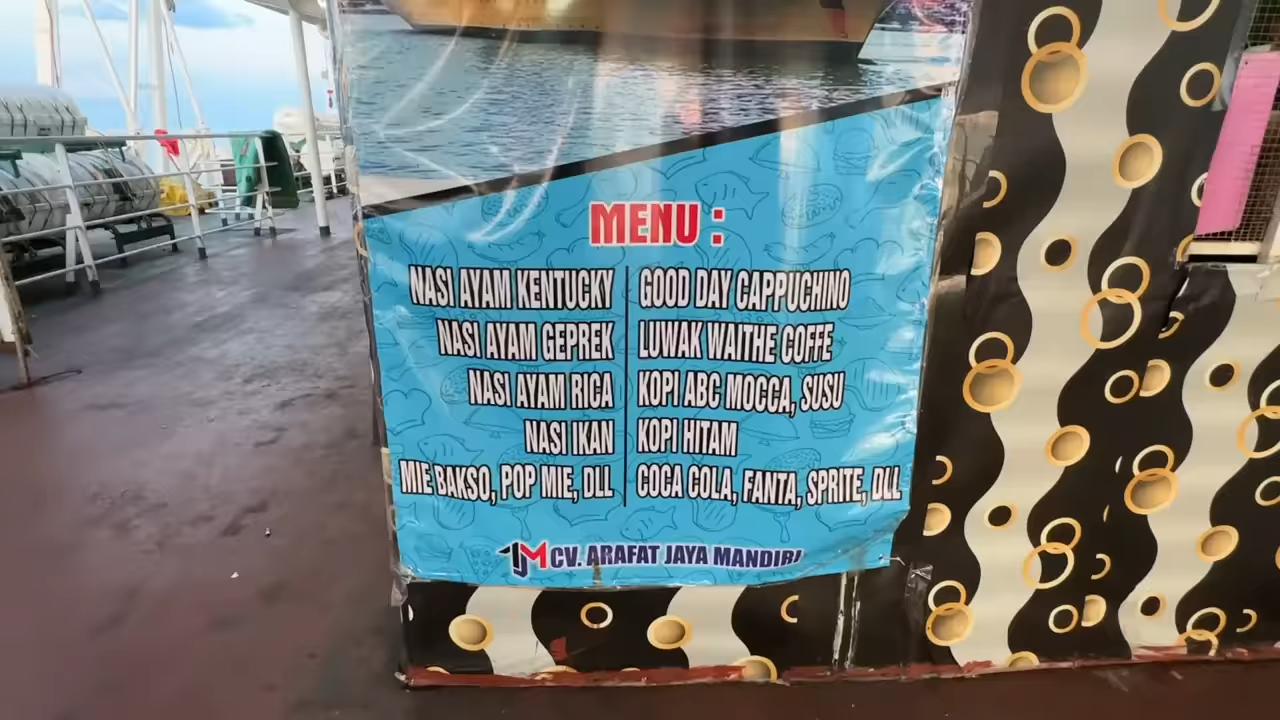 MENU :
NASI AYAM KENTUCKY
NASI AYAM GEPREK
NASI AYAM RICA
NASI IKAN
MIE BAKSO, POP MIE, DLL
GOOD DAY CAPPUCHINO
LUWAK WAITHE COFFE
KOPI ABC MOCCA, SUSU
KOPI HITAM
COCA COLA, FANTA, SPRITE, DLL
CV. ARAFAT JAYA MANDIRI